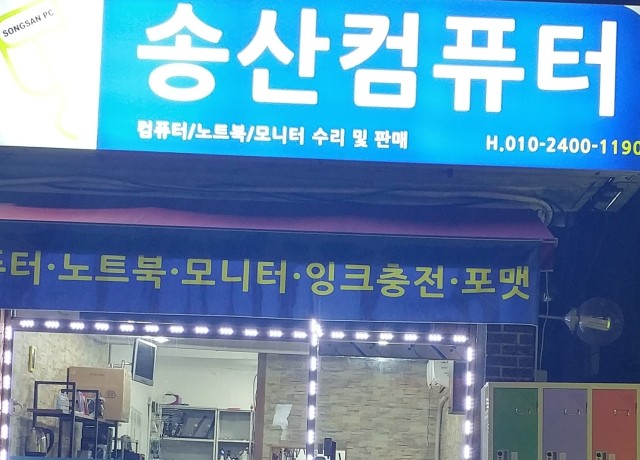 SONGSAN PC
송산컴퓨터
컴퓨터/노트북/모니터 수리 및 판매
H.010-2400-1190
퓨터·노트북·모니터·잉크충전·포맷